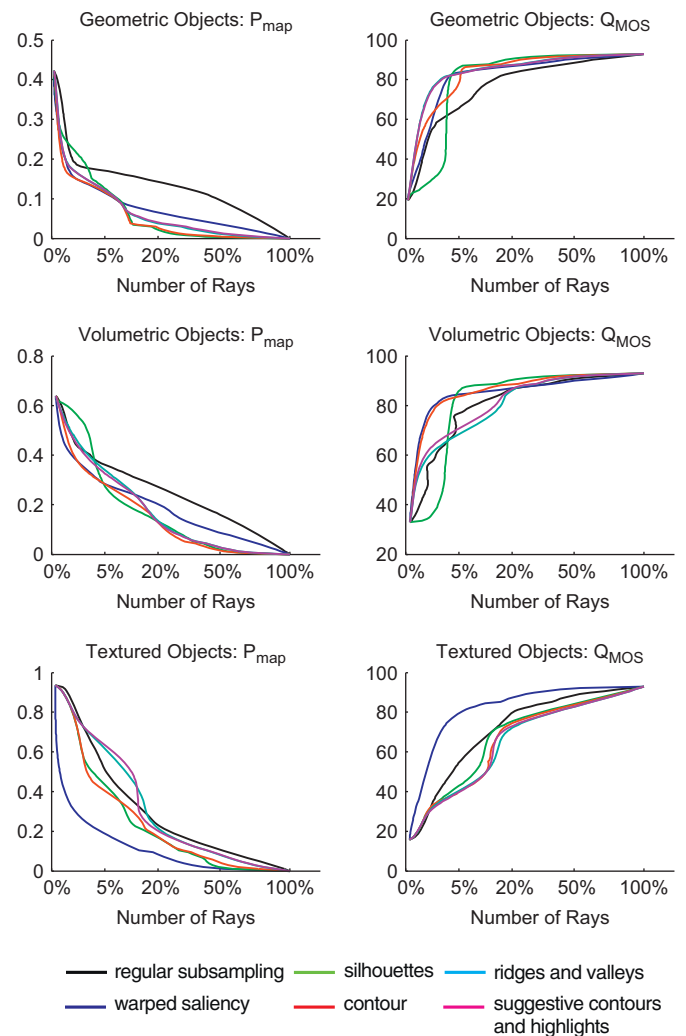 Geometric Objects: Pmap
0.5
0.4
0.3
0.2
0.1
0
0% 5% 20% 50% 100%
Number of Rays
Geometric Objects: QMOS
100
80
60
40
20
0
0% 5% 20% 50% 100%
Number of Rays
Volumetric Objects: Pmap
0.8
0.6
0.4
0.2
0
0% 5% 20% 50% 100%
Number of Rays
Volumetric Objects: QMOS
100
80
60
40
20
0% 5% 20% 50% 100%
Number of Rays
Textured Objects: Pmap
1
0.8
0.6
0.4
0.2
0
0% 5% 20% 50% 100%
Number of Rays
Textured Objects: QMOS
100
80
60
40
20
0
0% 5% 20% 50% 100%
Number of Rays
regular subsampling
silhouettes
ridges and valleys
warped saliency
contour
suggestive contours
and highlights